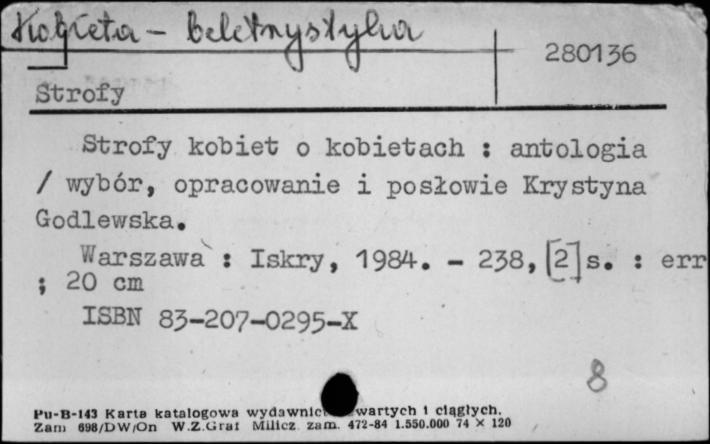 Kobieta - beletrystyka
280136
Strofy
Strofy kobiet o kobietach : antologia
/ wybór, opracowanie i posłowie Krystyna
Godlewska.
Warszawa : Iskry, 1984. - 238, [2] s. : err
; 20 cm
ISBN 83-207-0295-X
8
Pu-B-143 Karta katalogowa wydawnic wartych i ciągłych.
Zam 698/DW/On W.Z.Graf Milicz zam. 472-84 1.550.000 74 × 120